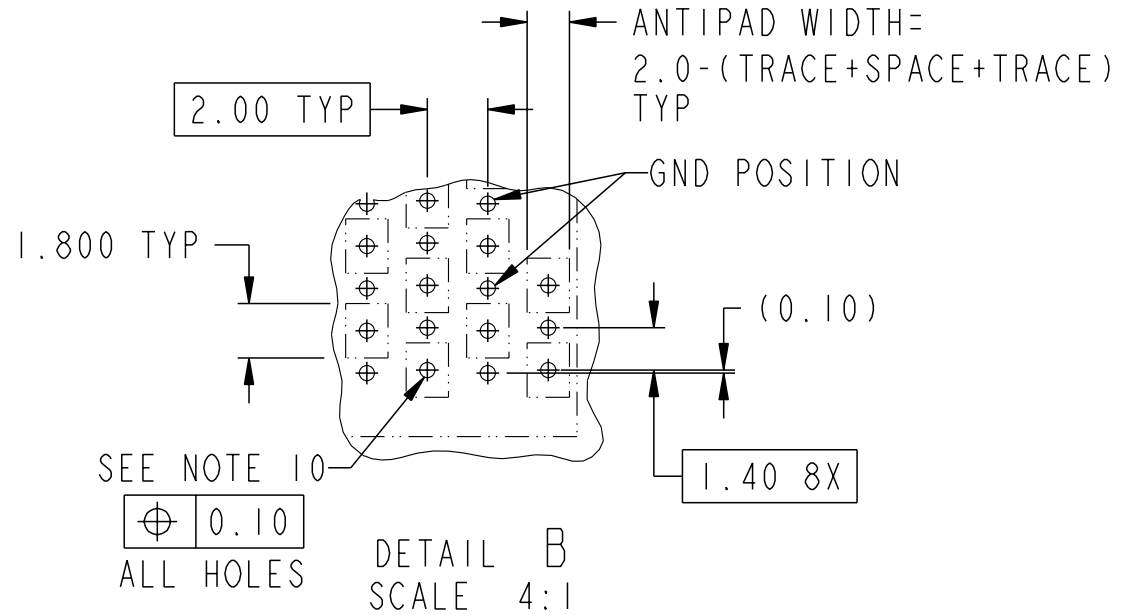 ANTIPAD WIDTH=
2.0-(TRACE+SPACE+TRACE)
TYP
2.00 TYP
GND POSITION
1.800 TYP
(0.10)
SEE NOTE 10
1.40 8X
⌖ 0.10
ALL HOLES
DETAIL B
SCALE 4:1